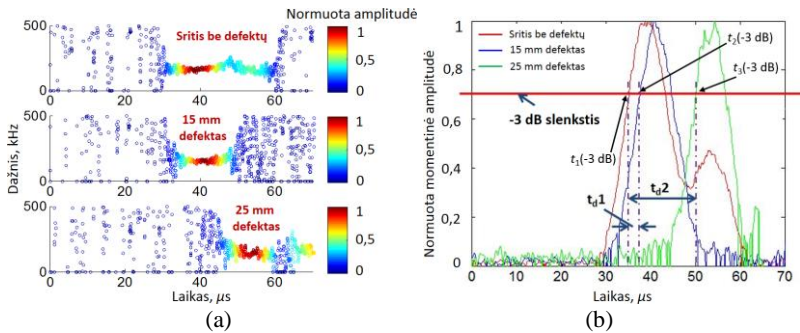 (a)
Normuota amplitudė
500
0
0 20 40 60
Sritis be defektų
1
0,5
0
500
0
0 20 40 60
15 mm
defektas
1
0,5
0
500
250
0
0 20 40 60
25 mm
defektas
1
0,5
0
Dažnis, kHz
Laikas, µs
(a)
(b)
Normuota momentinė amplitudė
1
0,8
0,6
0,4
0,2
0
0 10 20 30 40 50 60 70
Laikas, µs
Sritis be defektų
15 mm defektas
25 mm defektas
t2(-3 dB)
t3(-3 dB)
-3 dB slenkstis
t1(-3 dB)
td2
td1
(b)